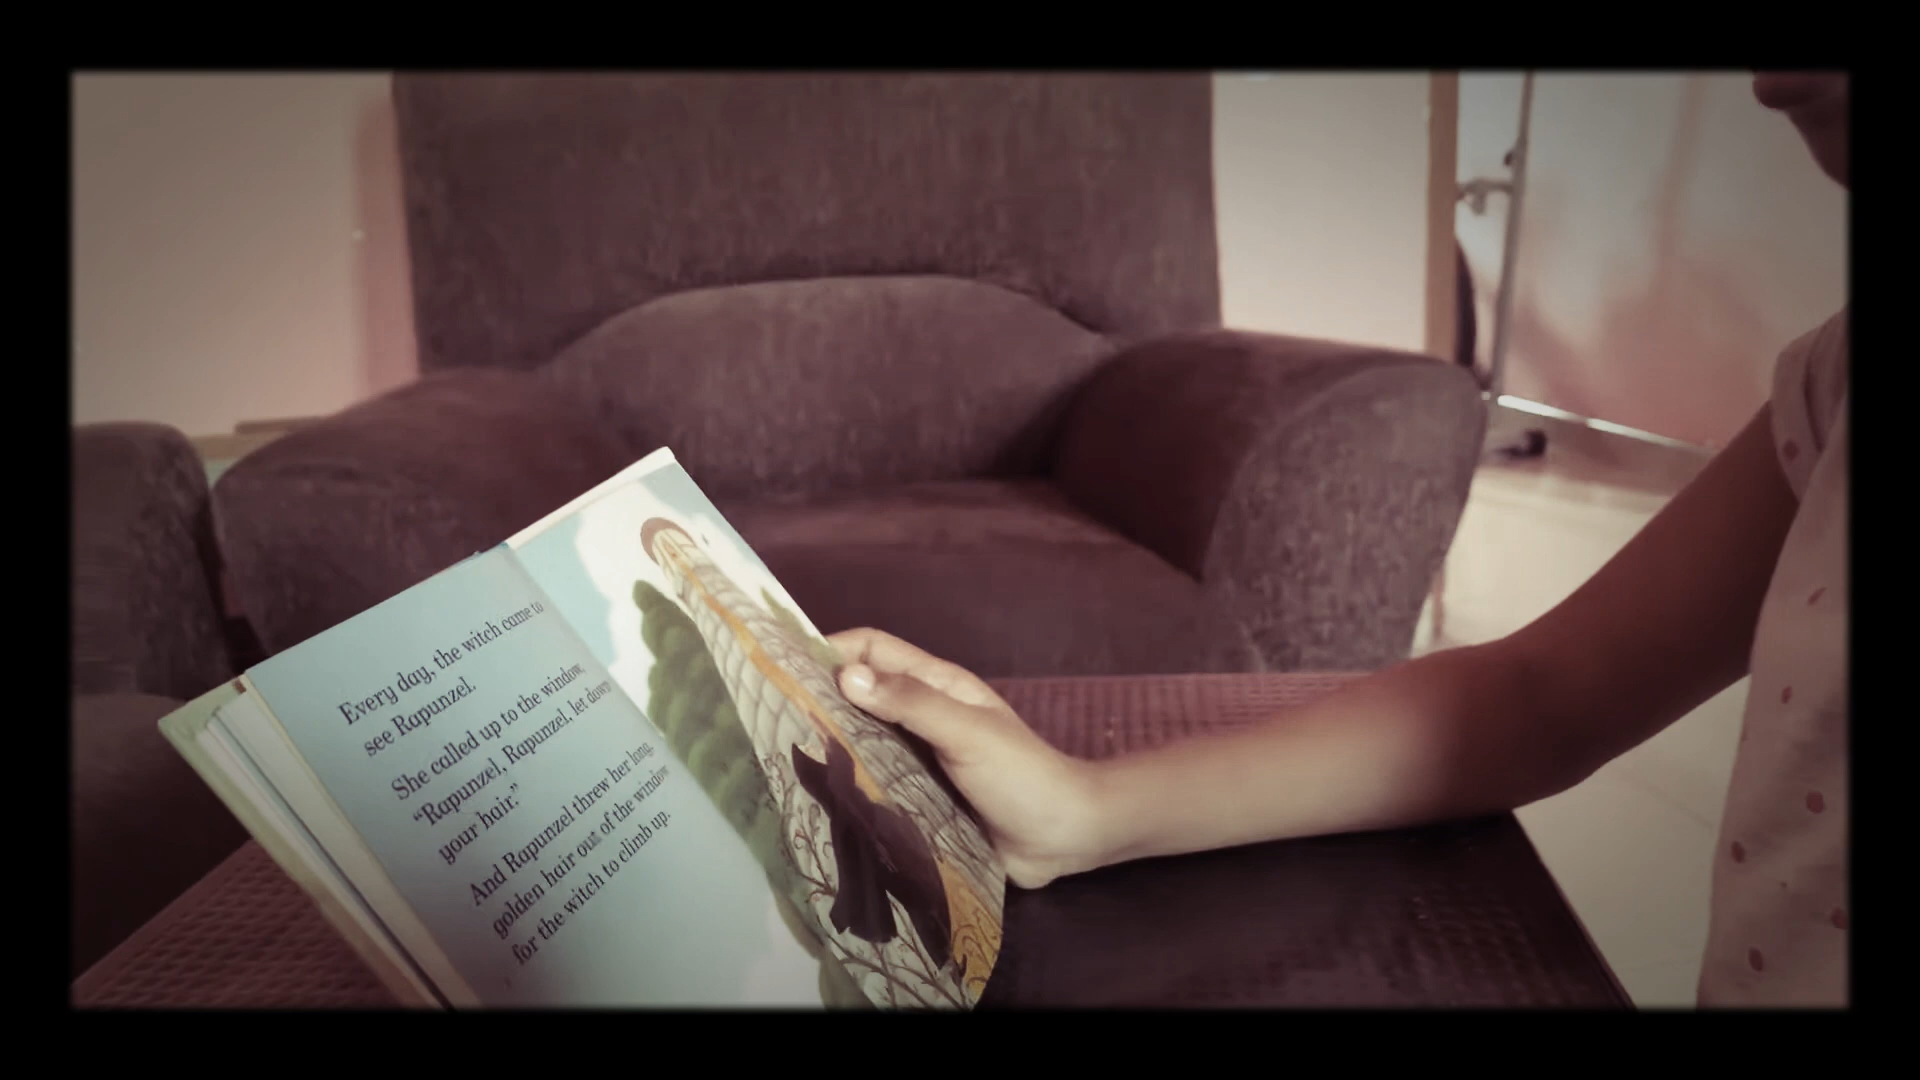 Every day, the witch came to
see Rapunzel.
She called up to the window,
“Rapunzel, Rapunzel, let down
your hair.”
And Rapunzel threw her long,
golden hair out of the window
for the witch to climb up.